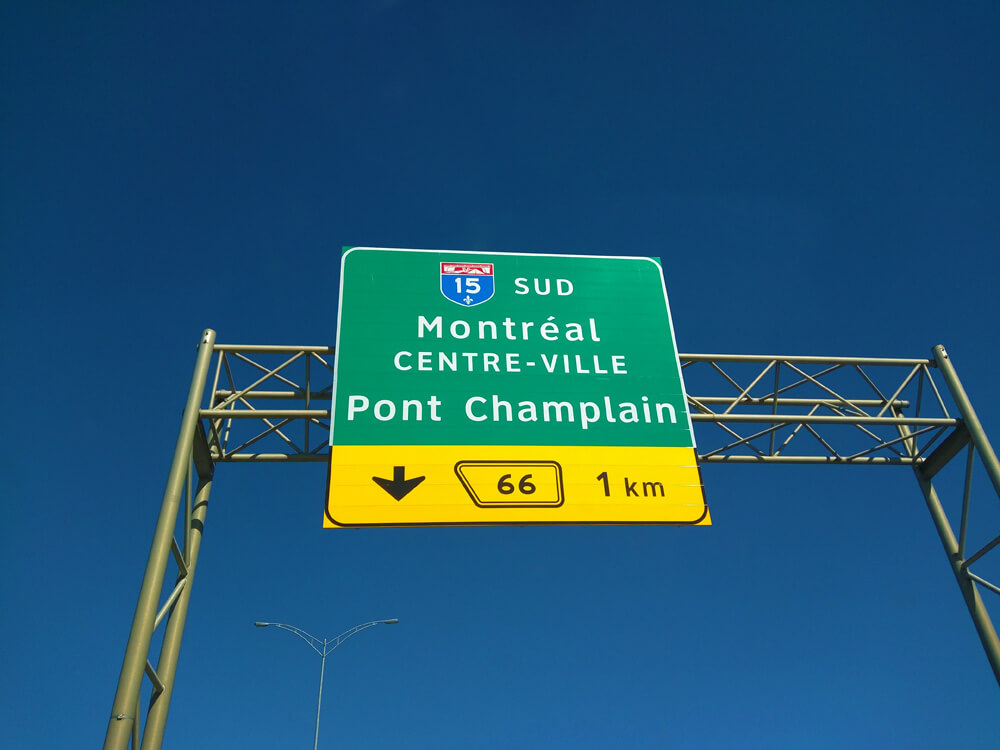 15 SUD
Montréal
CENTRE-VILLE
Pont Champlain
66 1 km